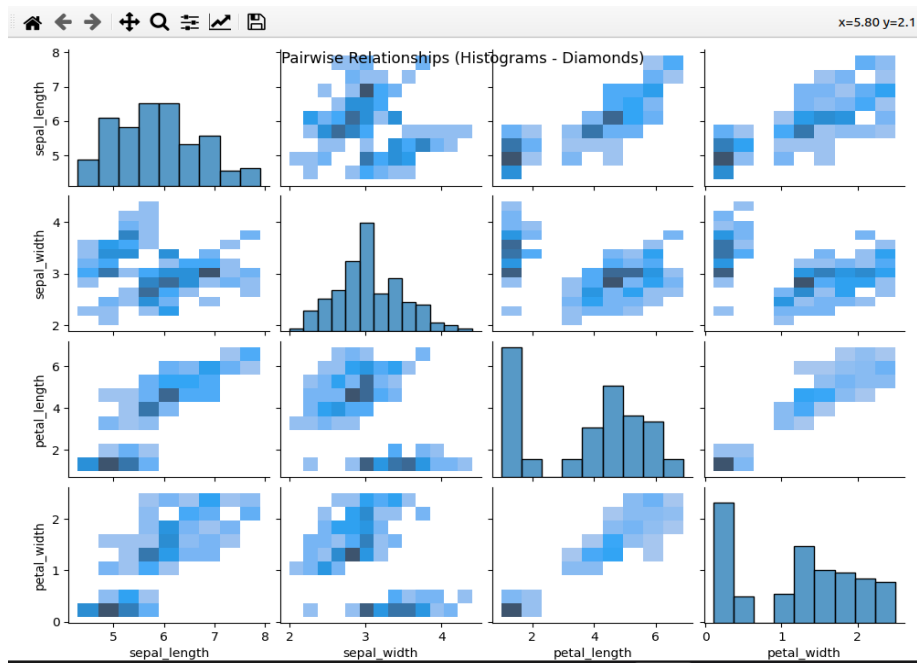 x=5.80 y=2.1
Pairwise Relationships (Histograms - Diamonds)
8
7
6
5
sepal_length
4
3
2
sepal_width
6
4
2
petal_length
2
1
0
petal_width
5 6 7 8
sepal_length
2 3 4
sepal_width
2 4 6
petal_length
0 1 2
petal_width